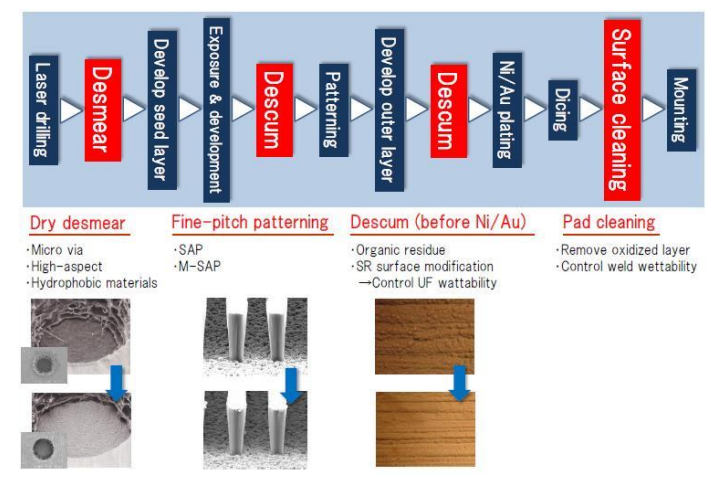 Laser drilling
Desmear
Develop seed layer
Exposure & development
Descum
Patterning
Develop outer layer
Descum
Ni/Au plating
Dicing
Surface cleaning
Mounting
Dry desmear
・Micro via
・High-aspect
・Hydrophobic materials
Fine-pitch patterning
・SAP
・M-SAP
Descum (before Ni/Au)
・Organic residue
・SR surface modification
→Control UF wattability
Pad cleaning
・Remove oxidized layer
・Control weld wettability